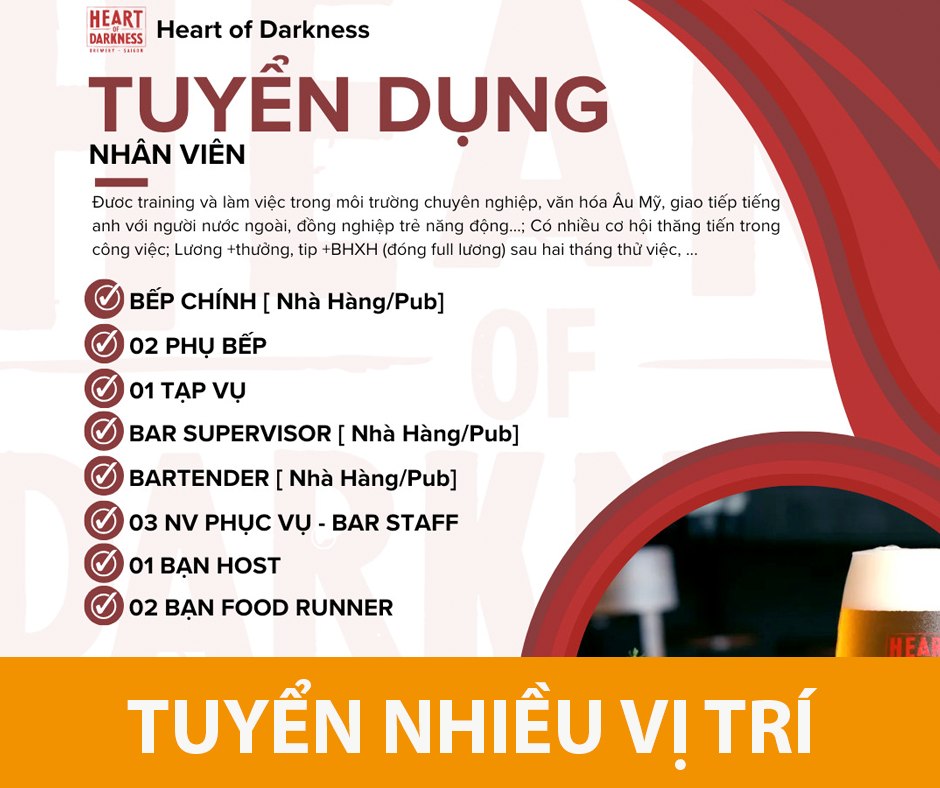 HEART
OF
DARKNESS
BREWERY - SAIGON
Heart of Darkness
TUYỂN DỤNG
NHÂN VIÊN
Đươc training và làm việc trong môi trường chuyên nghiệp, văn hóa Âu Mỹ, giao tiếp tiếng
anh với người nước ngoài, đồng nghiệp trẻ năng động...; Có nhiều cơ hội thăng tiến trong
công việc; Lương +thưởng, tip +BHXH (đóng full lương) sau hai tháng thử việc, ...
BẾP CHÍNH [ Nhà Hàng/Pub]
02 PHỤ BẾP
01 TẠP VỤ
BAR SUPERVISOR [ Nhà Hàng/Pub]
BARTENDER [ Nhà Hàng/Pub]
03 NV PHỤC VỤ - BAR STAFF
01 BẠN HOST
02 BẠN FOOD RUNNER
HEAR
TUYỂN NHIỀU VỊ TRÍ